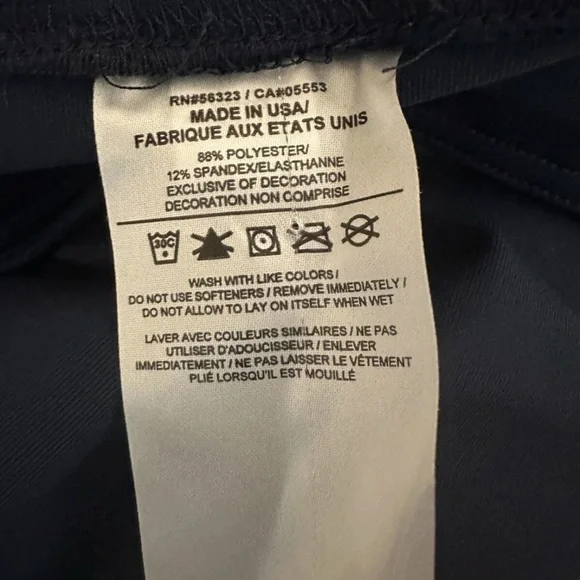 RN#56323 / CA#05553
MADE IN USA/
FABRIQUE AUX ETATS UNIS
88% POLYESTER/
12% SPANDEX/ELASTHANNE
EXCLUSIVE OF DECORATION
DECORATION NON COMPRISE
30C
WASH WITH LIKE COLORS /
DO NOT USE SOFTENERS / REMOVE IMMEDIATELY /
DO NOT ALLOW TO LAY ON ITSELF WHEN WET
LAVER AVEC COULEURS SIMILAIRES / NE PAS
UTILISER D'ADOUCISSEUR / ENLEVER
IMMEDIATEMENT / NE PAS LAISSER LE VÊTEMENT
PLIÉ LORSQU'IL EST MOUILLÉ